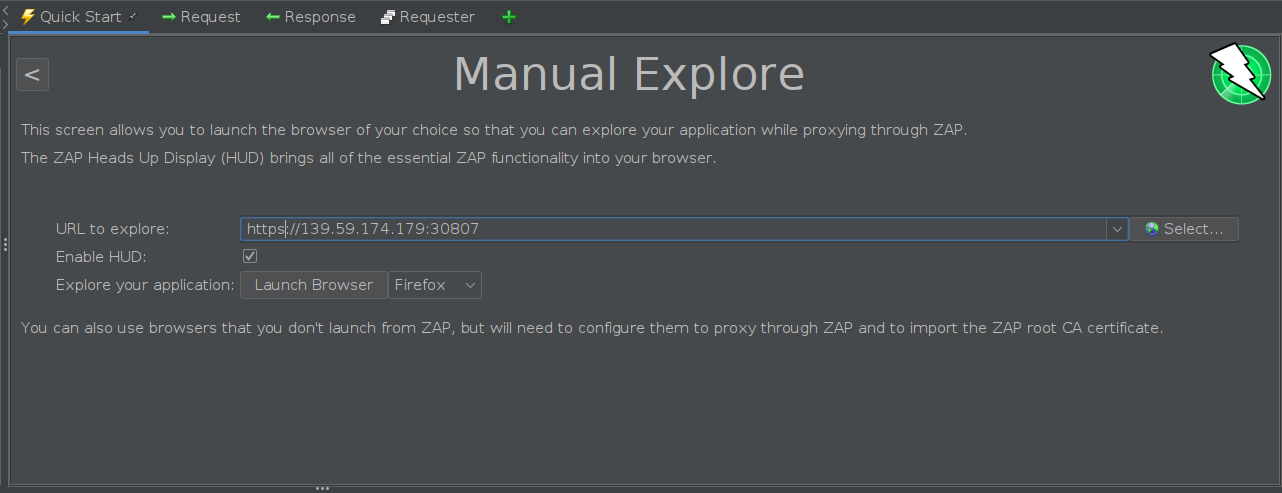 Quick Start Request Response Requester
< Manual Explore
This screen allows you to launch the browser of your choice so that you can explore your application while proxying through ZAP.
The ZAP Heads Up Display (HUD) brings all of the essential ZAP functionality into your browser.
URL to explore: https://139.59.174.179:30807 Select...
Enable HUD:
Explore your application: Launch Browser Firefox
You can also use browsers that you don't launch from ZAP, but will need to configure them to proxy through ZAP and to import the ZAP root CA certificate.